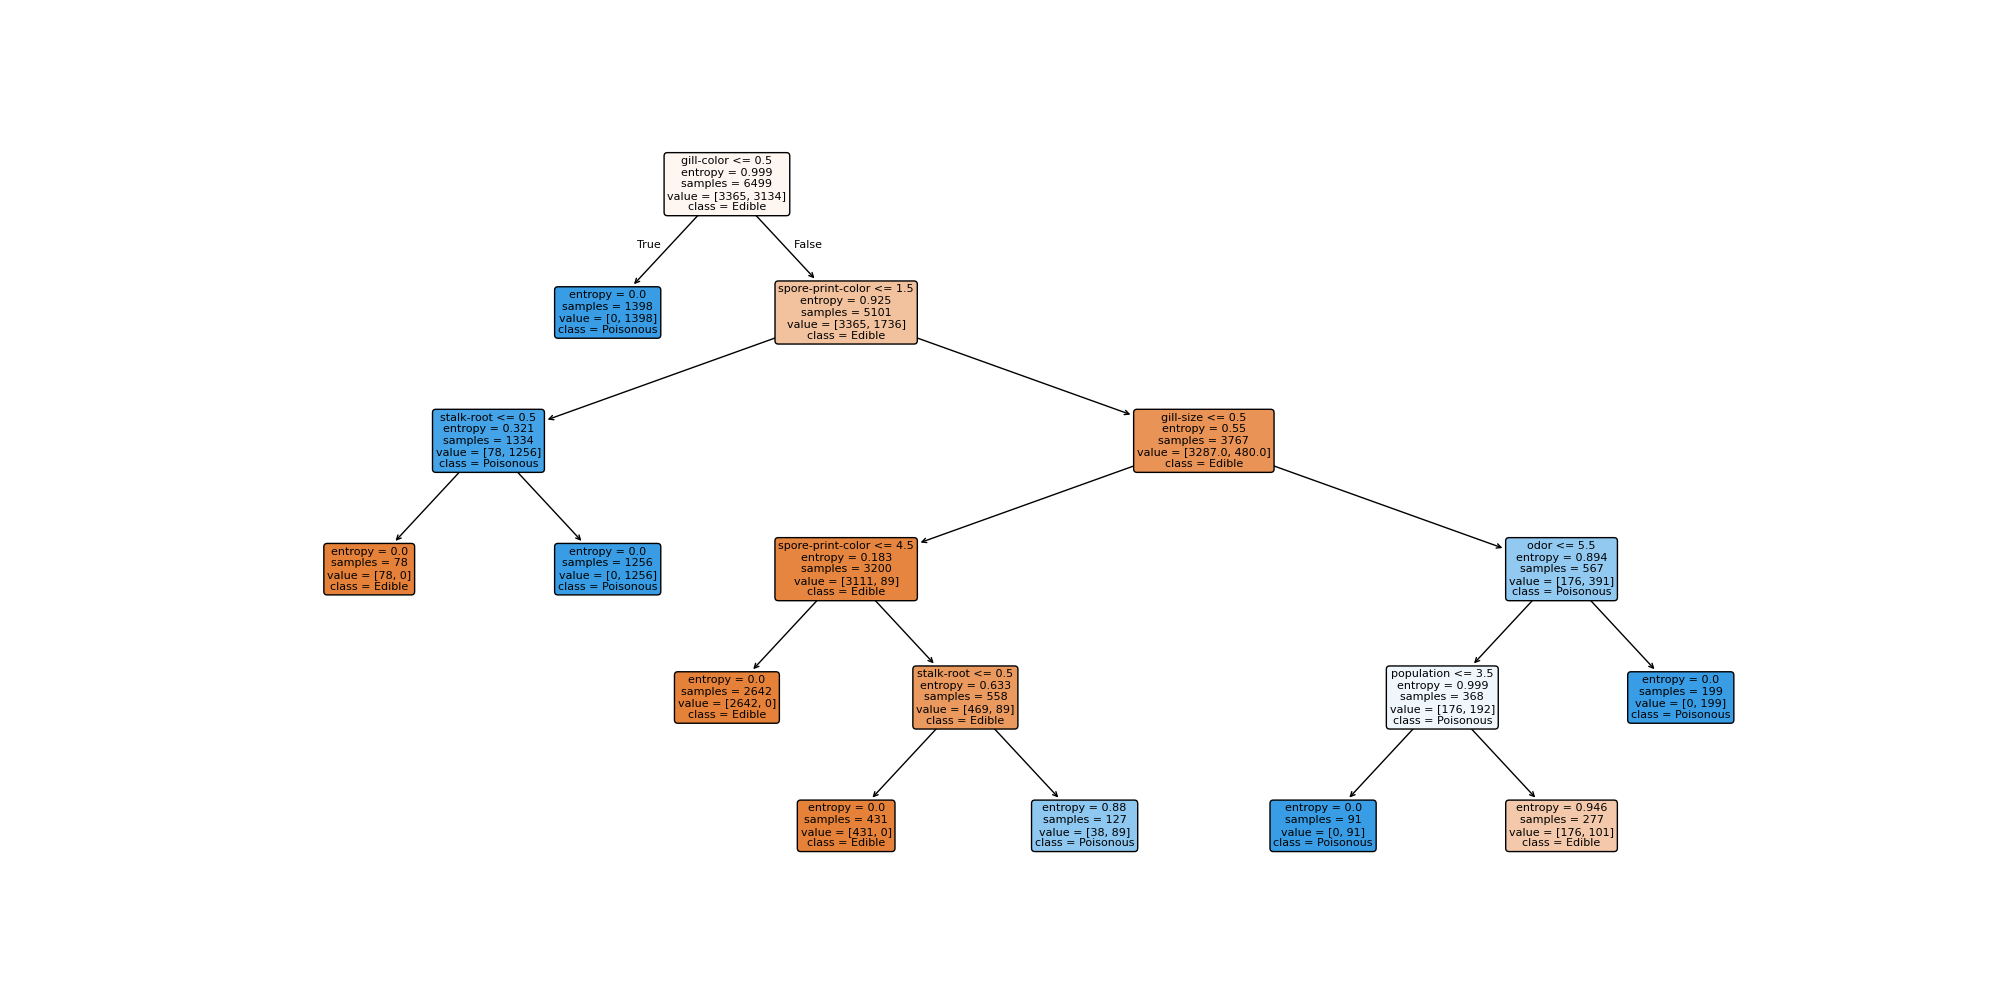 gill-color <= 0.5
entropy = 0.999
samples = 6499
value = [3365, 3134]
class = Edible
True
False
entropy = 0.0
samples = 1398
value = [0, 1398]
class = Poisonous
spore-print-color <= 1.5
entropy = 0.925
samples = 5101
value = [3365, 1736]
class = Edible
stalk-root <= 0.5
entropy = 0.321
samples = 1334
value = [78, 1256]
class = Poisonous
gill-size <= 0.5
entropy = 0.55
samples = 3767
value = [3287.0, 480.0]
class = Edible
entropy = 0.0
samples = 78
value = [78, 0]
class = Edible
entropy = 0.0
samples = 1256
value = [0, 1256]
class = Poisonous
spore-print-color <= 4.5
entropy = 0.183
samples = 3200
value = [3111, 89]
class = Edible
odor <= 5.5
entropy = 0.894
samples = 567
value = [176, 391]
class = Poisonous
entropy = 0.0
samples = 2642
value = [2642, 0]
class = Edible
stalk-root <= 0.5
entropy = 0.633
samples = 558
value = [469, 89]
class = Edible
population <= 3.5
entropy = 0.999
samples = 368
value = [176, 192]
class = Poisonous
entropy = 0.0
samples = 199
value = [0, 199]
class = Poisonous
entropy = 0.0
samples = 431
value = [431, 0]
class = Edible
entropy = 0.88
samples = 127
value = [38, 89]
class = Poisonous
entropy = 0.0
samples = 91
value = [0, 91]
class = Poisonous
entropy = 0.946
samples = 277
value = [176, 101]
class = Edible